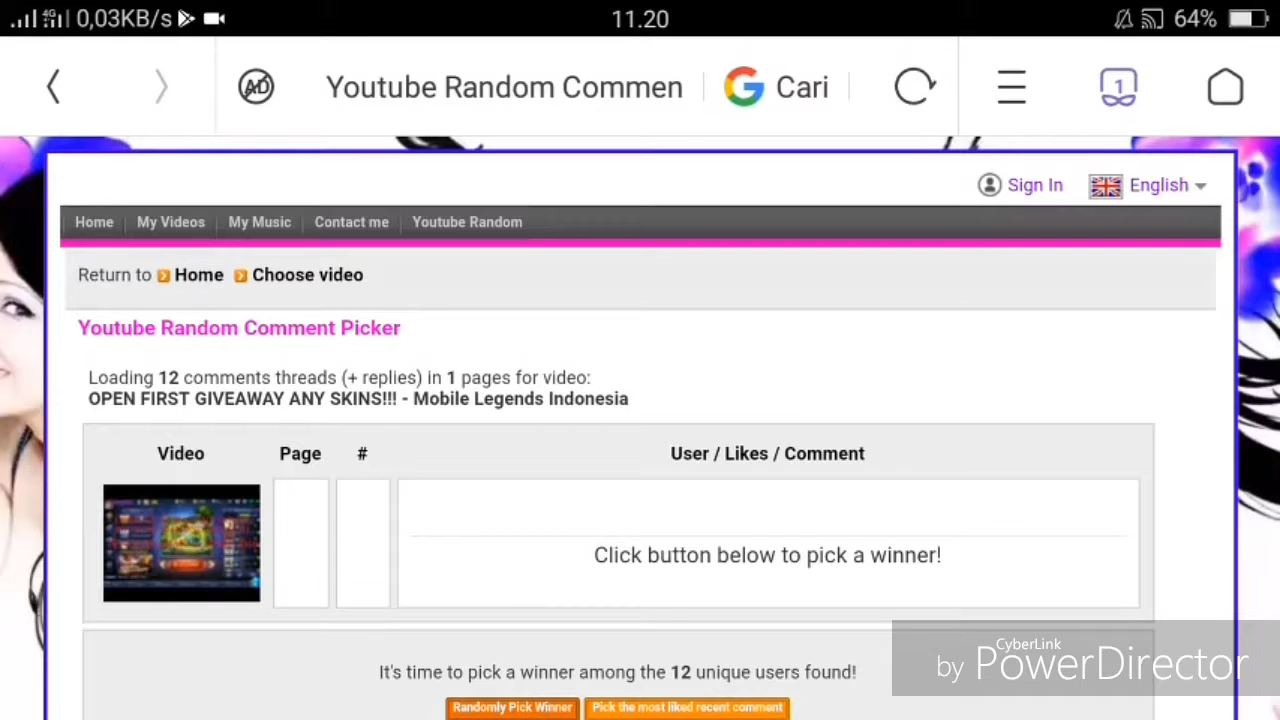 4G 0,03KB/s 11.20 64%
AD Youtube Random Commen Cari 1
Sign In English
Home My Videos My Music Contact me Youtube Random
Return to Home Choose video
Youtube Random Comment Picker
Loading 12 comments threads (+ replies) in 1 pages for video:
OPEN FIRST GIVEAWAY ANY SKINS!!! - Mobile Legends Indonesia
Video Page # User / Likes / Comment
Click button below to pick a winner!
It's time to pick a winner among the 12 unique users found!
Randomly Pick Winner Pick the most liked recent comment
by CyberLink PowerDirector